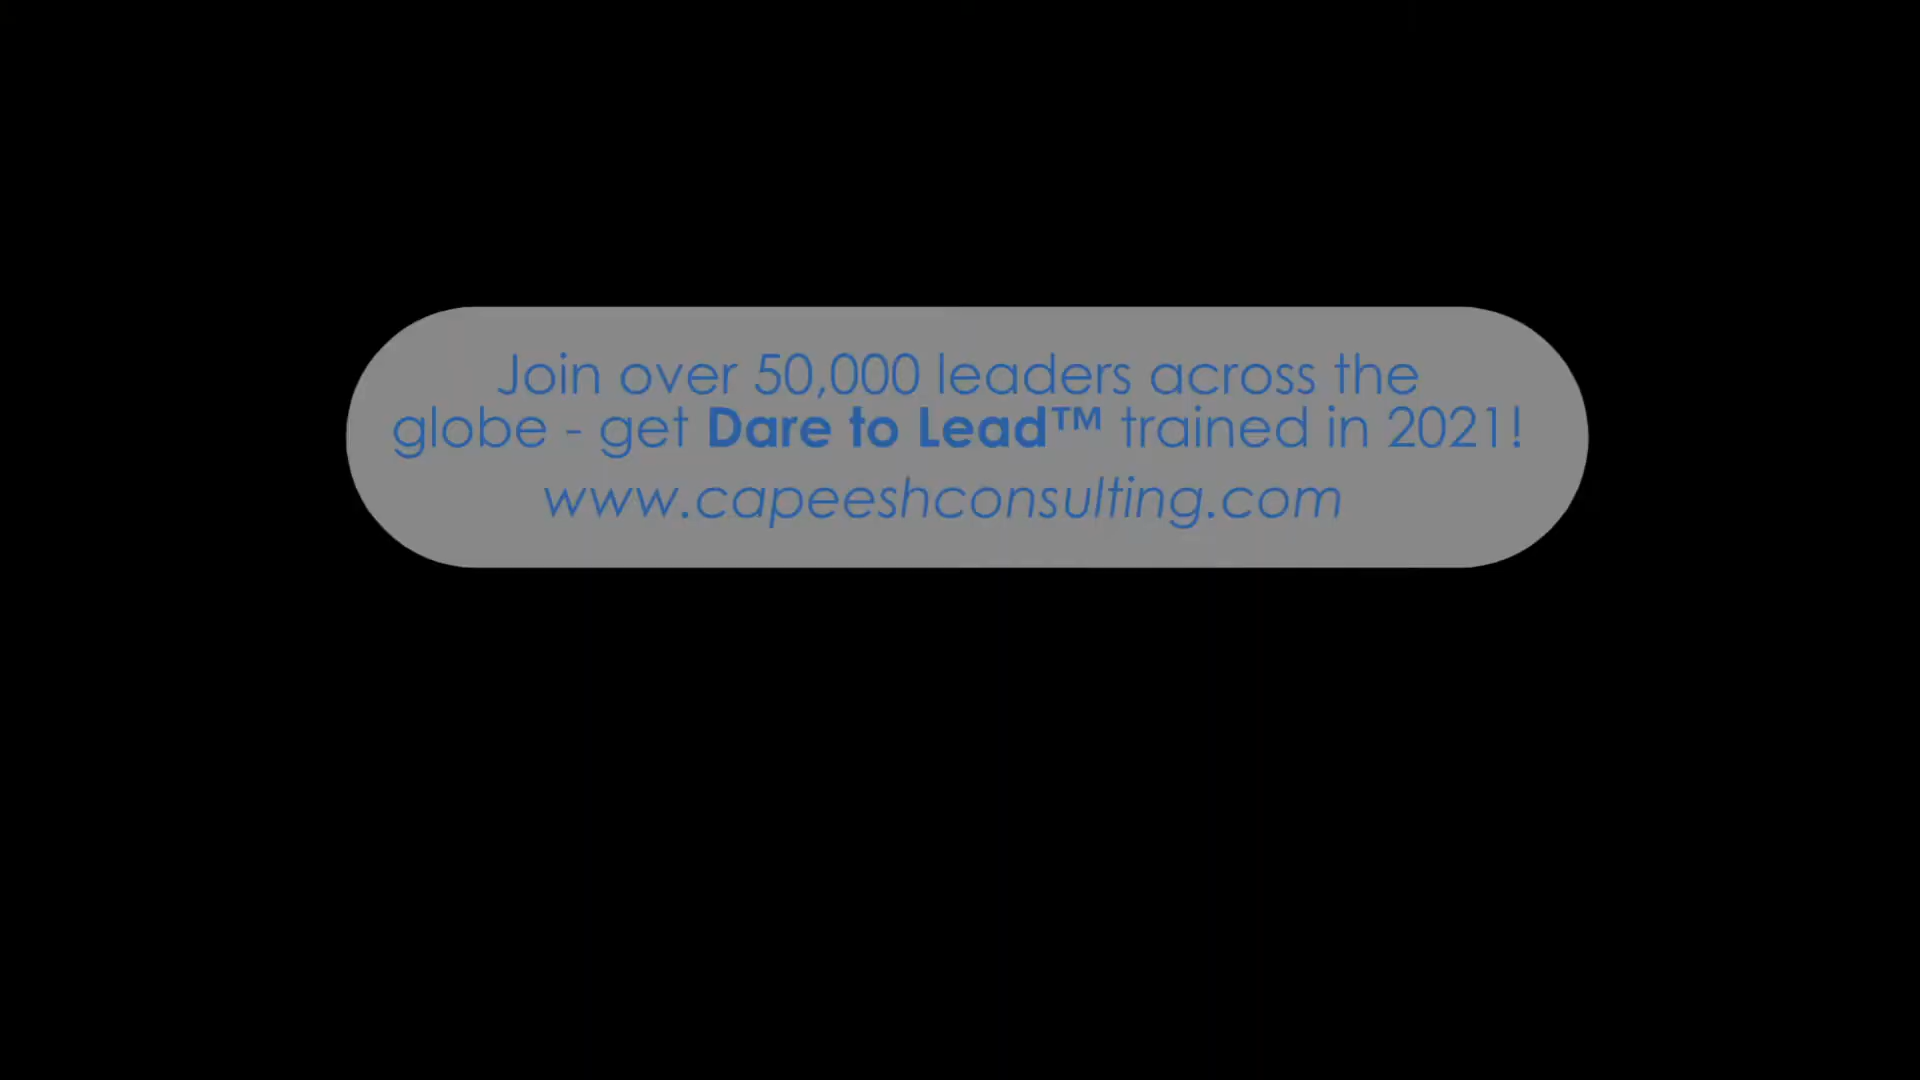 Join over 50,000 leaders across the
globe - get Dare to Lead™ trained in 2021!
www.capeeshconsulting.com